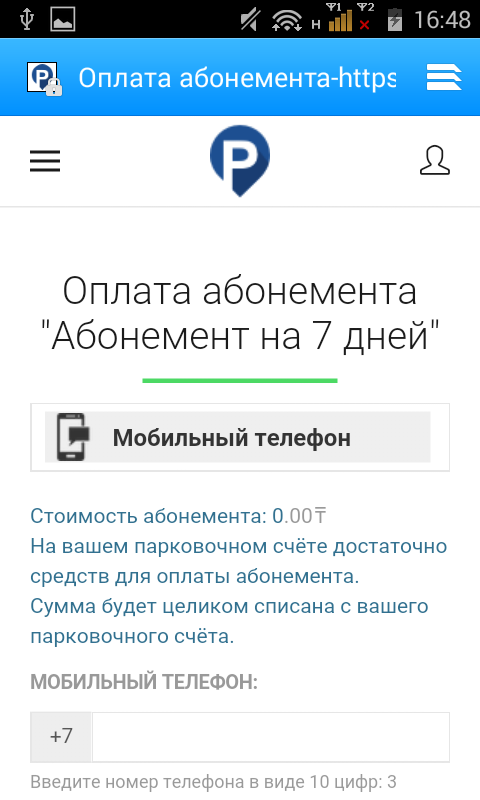 H 1 2 16:48
Оплата абонемента-https
P
Оплата абонемента
"Абонемент на 7 дней"
Мобильный телефон
Стоимость абонемента: 0.00₸
На вашем парковочном счёте достаточно
средств для оплаты абонемента.
Сумма будет целиком списана с вашего
парковочного счёта.
МОБИЛЬНЫЙ ТЕЛЕФОН:
+7
Введите номер телефона в виде 10 цифр: 3